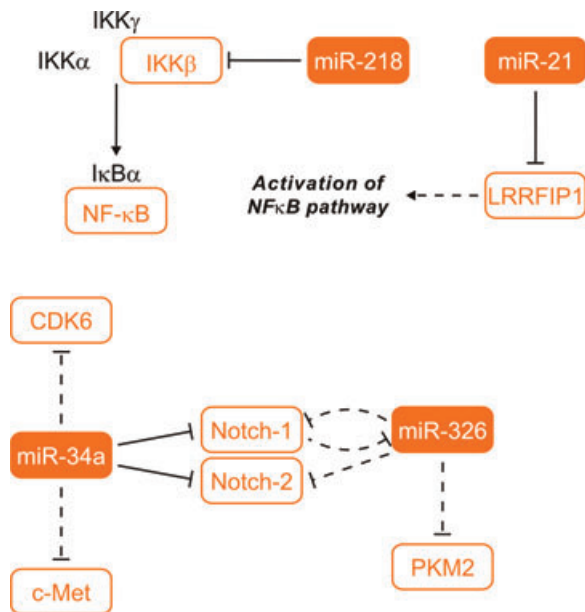 IKKγ
IKKα
IKKβ
miR-218
miR-21
IκBα
NF-κB
Activation of
NFκB pathway
LRRFIP1
CDK6
Notch-1
miR-326
miR-34a
Notch-2
c-Met
PKM2